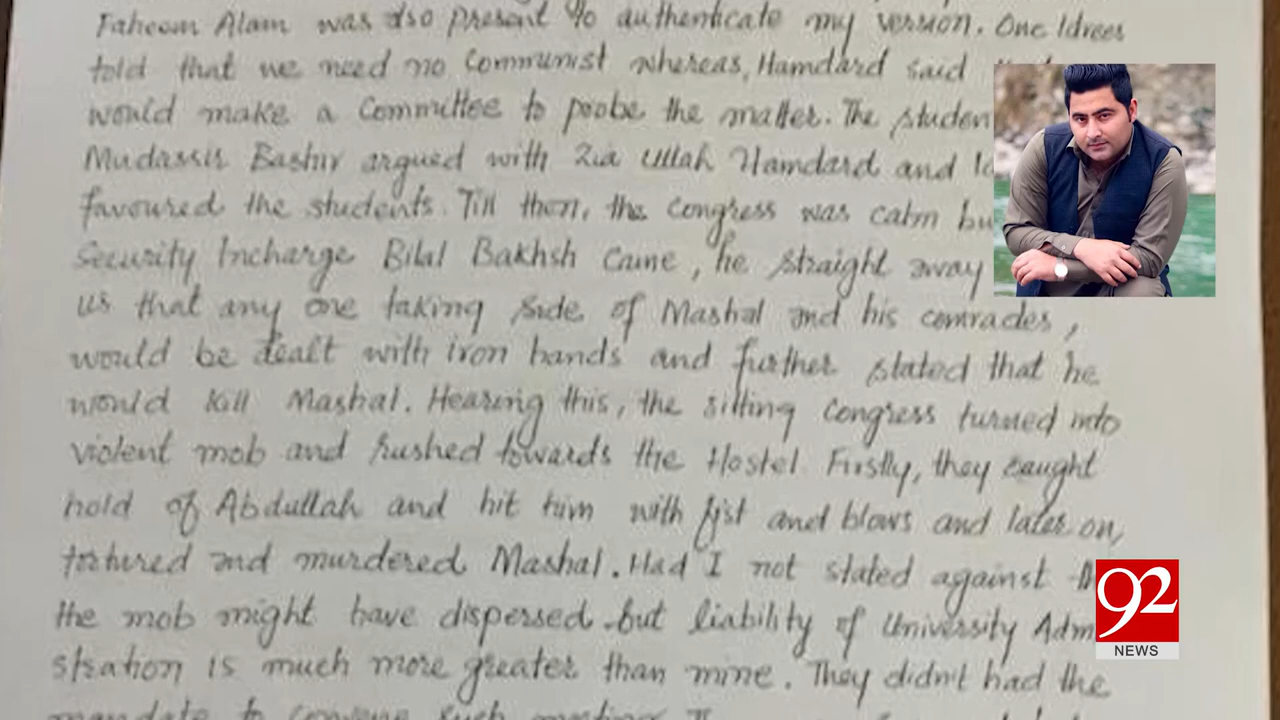 Faheem Alam was also present to authenticate my version. One Idrees
told that we need no Communist whereas, Hamdard said
would make a Committee to poobe the matter. The studen
Mudassir Bashir argued with Zia Ullah Hamdard and
favoured the students. Till then, the congress was calm bu
Security Incharge Bilal Bakhsh came, he straight away
us that any one taking side of Mashal and his comrades,
would be dealt with iron hands and further stated that he
would kill Mashal. Hearing this, the sitting congress turned into
violent mob and rushed towards the Hostel. Firstly, they caught
hold of Abdullah and hit him with fist and blows and later on,
tortured and murdered Mashal. Had I not stated against
the mob might have dispersed but liability of University Adm
stration is much more greater than mine. They didn't had the
mandate to convene such meeting.
92
NEWS